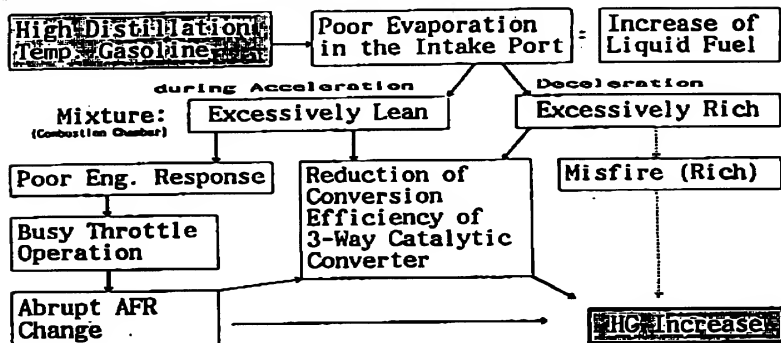 High Distillation
Temp. Gasoline
Poor Evaporation
in the Intake Port
=
Increase of
Liquid Fuel
during Acceleration
Deceleration
Mixture:
(Combustion Chamber)
Excessively Lean
Excessively Rich
Poor Eng. Response
Reduction of
Conversion
Efficiency of
3-Way Catalytic
Converter
Misfire (Rich)
Busy Throttle
Operation
Abrupt AFR
Change
HC Increase